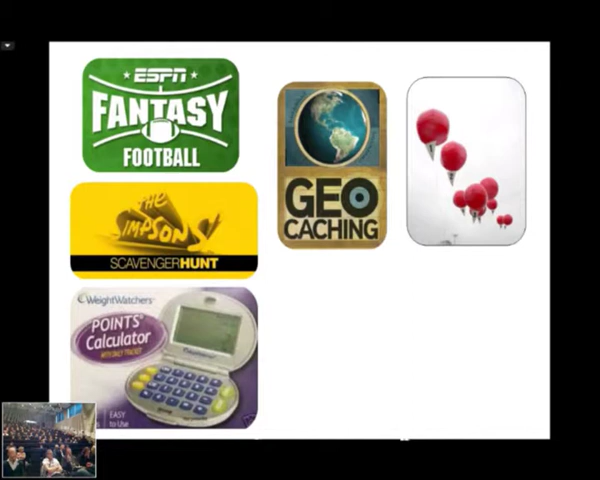 ESPN
FANTASY
FOOTBALL
THE
SIMPSONS
SCAVENGERHUNT
WeightWatchers
POINTS
Calculator
EASY
to Use
GEO
CACHING